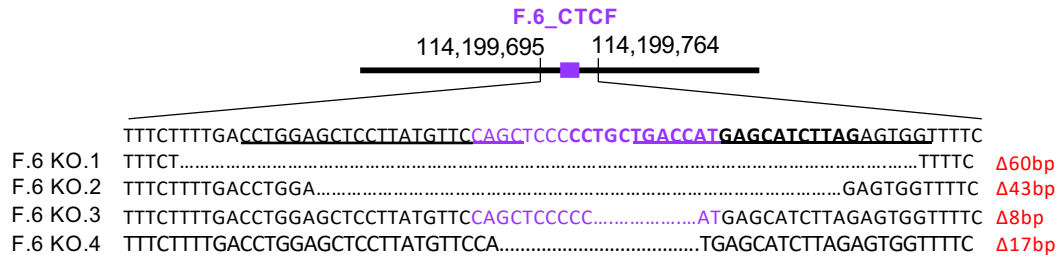 F.6_CTCF
114,199,695 114,199,764
TTTCTTTTGACCTGGAGCTCCTTATGTTCCAGCTCCCCCTGCTGACCATGAGCATCTTAGAGTGGTTTTC
F.6 KO.1 TTTCT..........................................................................................................TTTTC Δ60bp
F.6 KO.2 TTTCTTTTGACCTGGA...........................................................................GAGTGGTTTTC Δ43bp
F.6 KO.3 TTTCTTTTGACCTGGAGCTCCTTATGTTCCAGCTCCCCC...................ATGAGCATCTTAGAGTGGTTTTC Δ8bp
F.6 KO.4 TTTCTTTTGACCTGGAGCTCCTTATGTTCCA....................................TGAGCATCTTAGAGTGGTTTTC Δ17bp